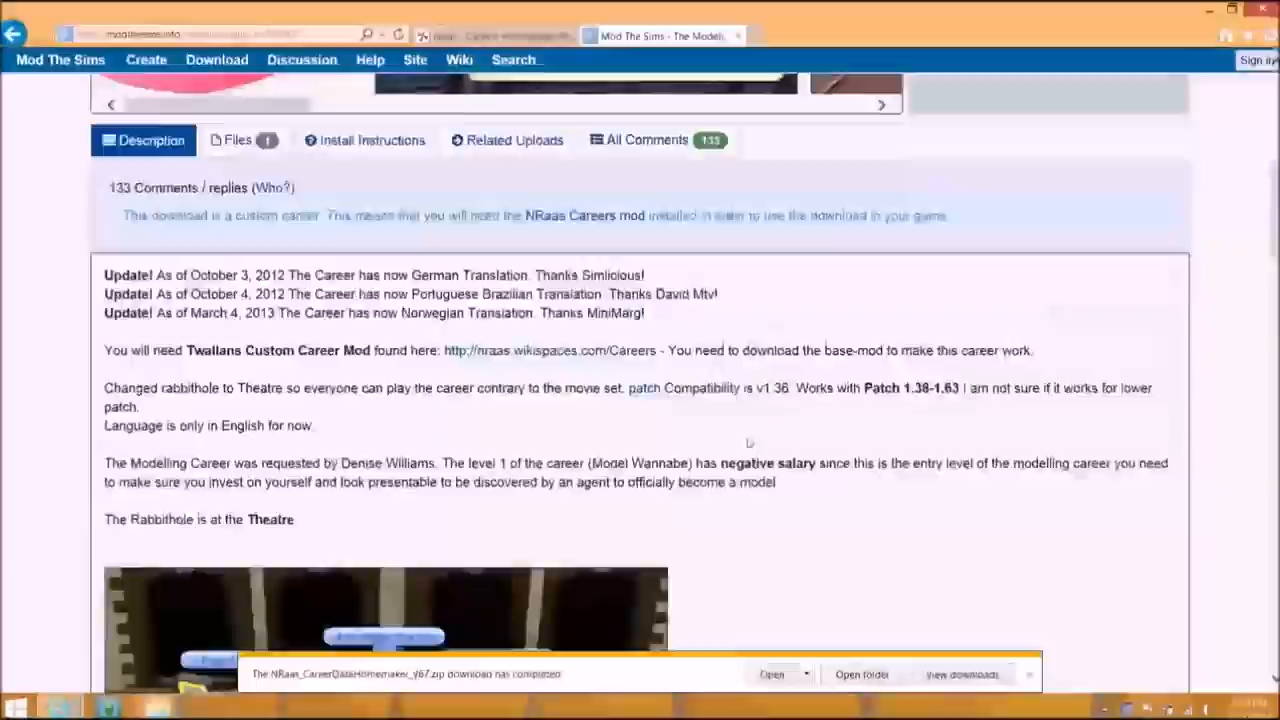 Mod The Sims - The Modelli...
Mod The Sims Create Download Discussion Help Site Wiki Search Sign in
Description Files 1 Install Instructions Related Uploads All Comments 133
133 Comments / replies (Who?)
This download is a custom career. This means that you will need the NRaas Careers mod installed in order to use the download in your game.
Update! As of October 3, 2012 The Career has now German Translation. Thanks Simlicious!
Update! As of October 4, 2012 The Career has now Portuguese Brazilian Translation Thanks David Mtv!
Update! As of March 4, 2013 The Career has now Norwegian Translation. Thanks MiniMarg!
You will need Twallans Custom Career Mod found here: http://nraas.wikispaces.com/Careers - You need to download the base-mod to make this career work.
Changed rabbithole to Theatre so everyone can play the career contrary to the movie set. patch Compatibility is v1.36. Works with Patch 1.38-1.63 I am not sure if it works for lower
patch.
Language is only in English for now.
The Modelling Career was requested by Denise Williams. The level 1 of the career (Model Wannabe) has negative salary since this is the entry level of the modelling career you need
to make sure you invest on yourself and look presentable to be discovered by an agent to officially become a model
The Rabbithole is at the Theatre
The NRaas_CareerDataHomemaker_V67.zip download has completed.
Open Open folder View downloads